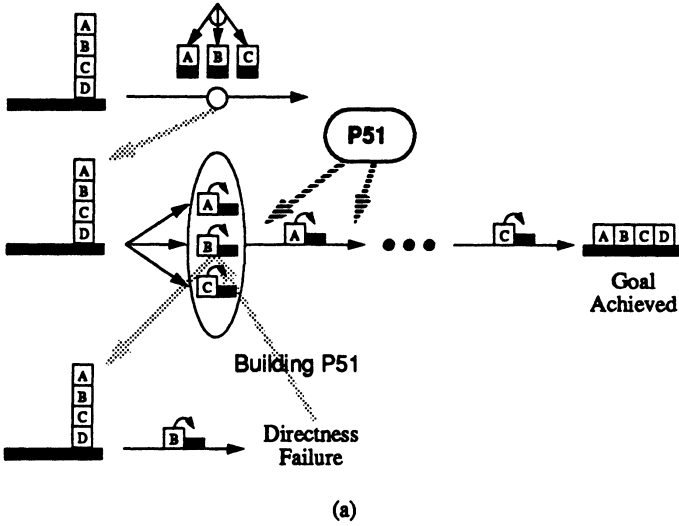 A
B
C
D
A B C
P51
A
B
C
D
A
B
C
A
C
A B C D
Goal
Achieved
Building P51
A
B
C
D
B
Directness
Failure
(a)